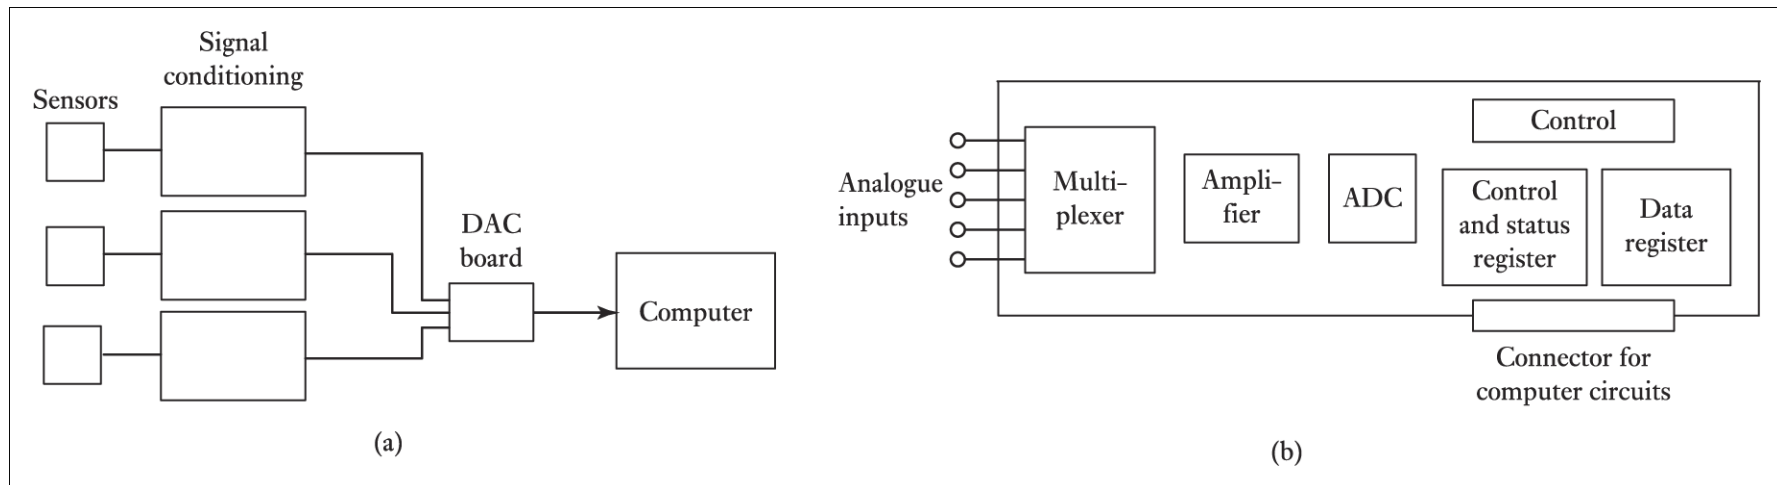 Signal
conditioning
Sensors
DAC
board
Computer
(a)
Analogue
inputs
Multi-
plexer
Ampli-
fier
ADC
Control
Control
and status
register
Data
register
Connector for
computer circuits
(b)